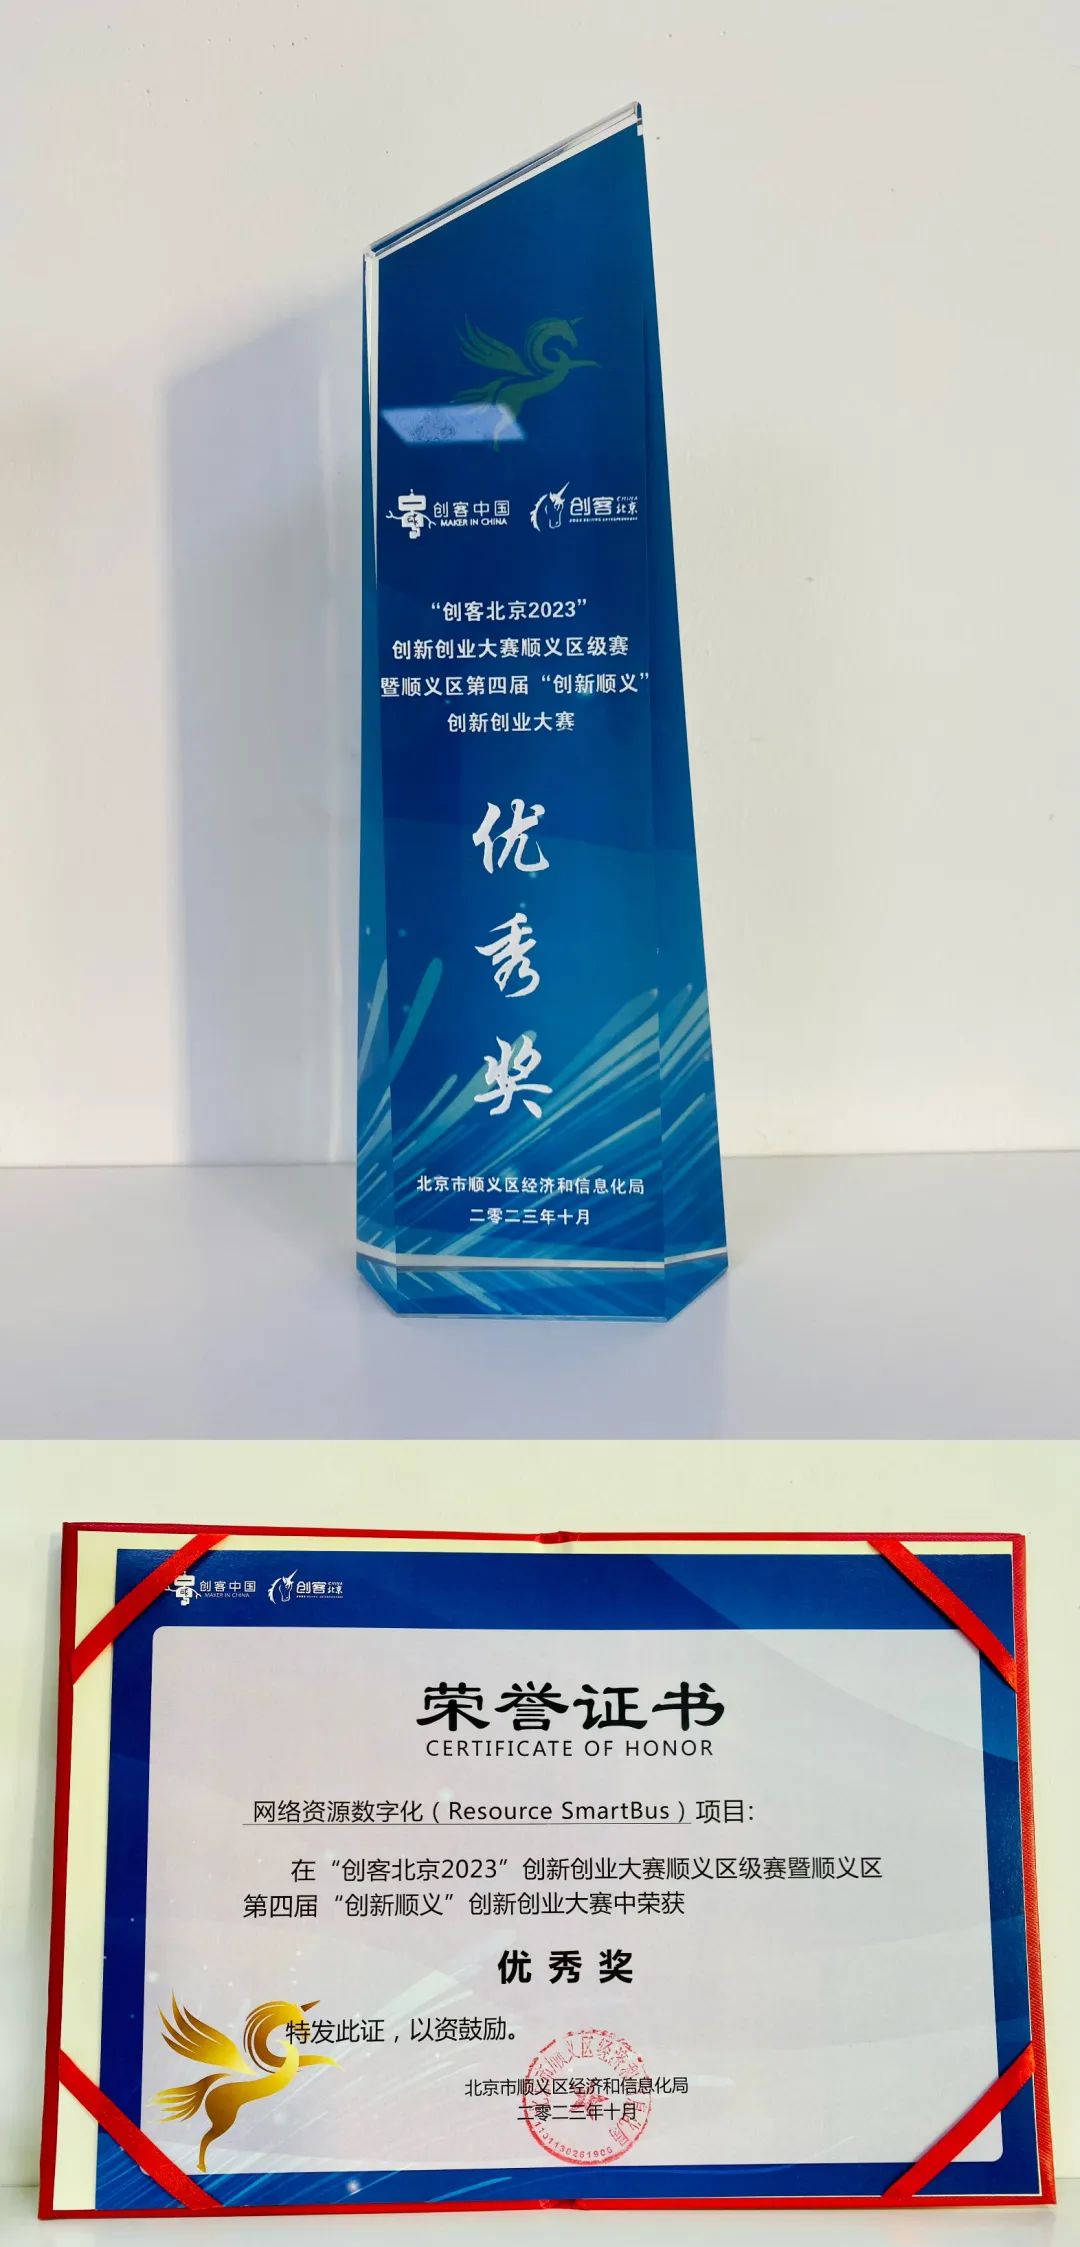 创客中国
MAKER IN CHINA
创客北京
CHINA
“创客北京2023”
创新创业大赛顺义区级赛
暨顺义区第四届“创新顺义”
创新创业大赛
优
秀
奖
北京市顺义区经济和信息化局
二零二三年十月
创客中国
MAKER IN CHINA
创客北京
CHINA
荣誉证书
CERTIFICATE OF HONOR
网络资源数字化（Resource SmartBus）项目:
在“创客北京2023”创新创业大赛顺义区级赛暨顺义区
第四届“创新顺义”创新创业大赛中荣获
优秀奖
特发此证，以资鼓励。
北京市顺义区经济和信息化局
二零二三年十月